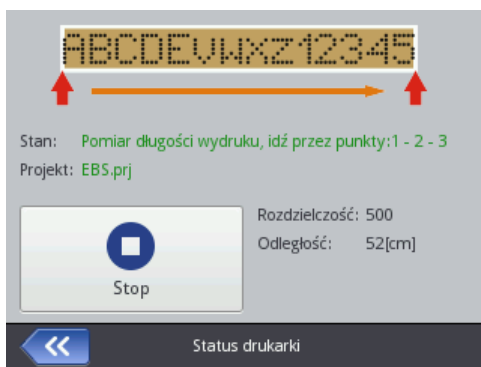 ABCDEVWXZ12345
Stan: Pomiar długości wydruku, idź przez punkty:1 - 2 - 3
Projekt: EBS.prj
Rozdzielczość: 500
Odległość: 52[cm]
Stop
Status drukarki